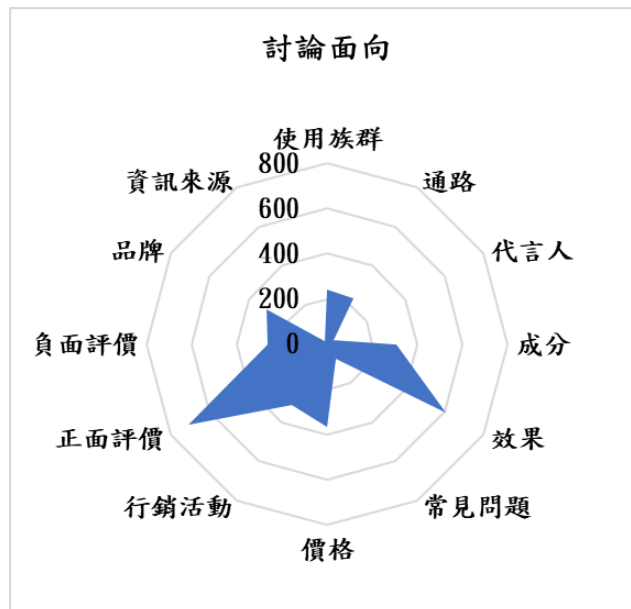 討論面向
使用族群
800
資訊來源
通路
600
品牌
代言人
400
200
負面評價
0
成分
正面評價
效果
行銷活動
常見問題
價格